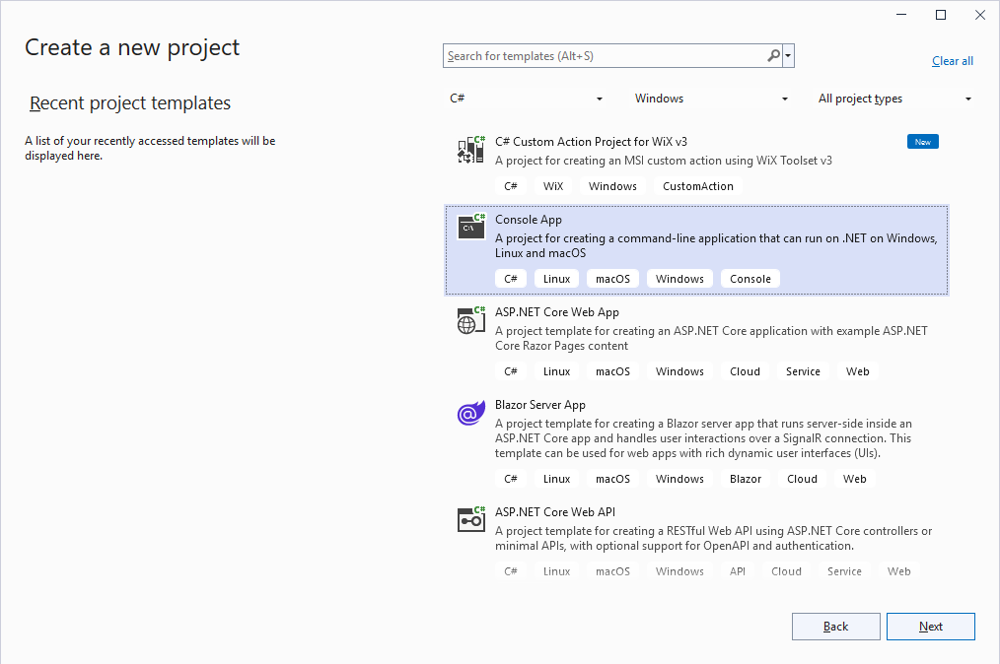 Create a new project
Search for templates (Alt+S)
Clear all
Recent project templates
A list of your recently accessed templates will be
displayed here.
C# Windows All project types
C# C# Custom Action Project for WiX v3 New
A project for creating an MSI custom action using WiX Toolset v3
C# WiX Windows CustomAction
C# Console App
C:\ A project for creating a command-line application that can run on .NET on Windows,
Linux and macOS
C# Linux macOS Windows Console
C# ASP.NET Core Web App
A project template for creating an ASP.NET Core application with example ASP.NET
Core Razor Pages content
C# Linux macOS Windows Cloud Service Web
Blazor Server App
@ A project template for creating a Blazor server app that runs server-side inside an
ASP.NET Core app and handles user interactions over a SignalR connection. This
template can be used for web apps with rich dynamic user interfaces (UIs).
C# Linux macOS Windows Blazor Cloud Web
C# ASP.NET Core Web API
A project template for creating a RESTful Web API using ASP.NET Core controllers or
minimal APIs, with optional support for OpenAPI and authentication.
C# Linux macOS Windows API Cloud Service Web
Back Next